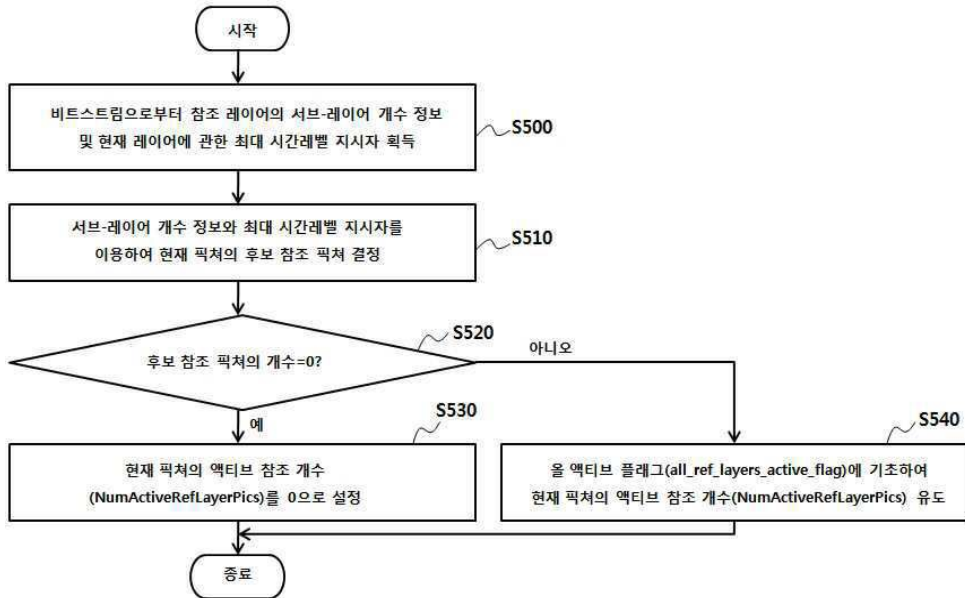 시작
비트스트림으로부터 참조 레이어의 서브-레이어 개수 정보
및 현재 레이어에 관한 최대 시간레벨 지시자 획득
S500
서브-레이어 개수 정보와 최대 시간레벨 지시자를
이용하여 현재 픽쳐의 후보 참조 픽쳐 결정
S510
후보 참조 픽쳐의 개수=0?
S520
아니오
예
S530
현재 픽쳐의 액티브 참조 개수
(NumActiveRefLayerPics)를 0으로 설정
S540
올 액티브 플래그(all_ref_layers_active_flag)에 기초하여
현재 픽쳐의 액티브 참조 개수(NumActiveRefLayerPics) 유도
종료